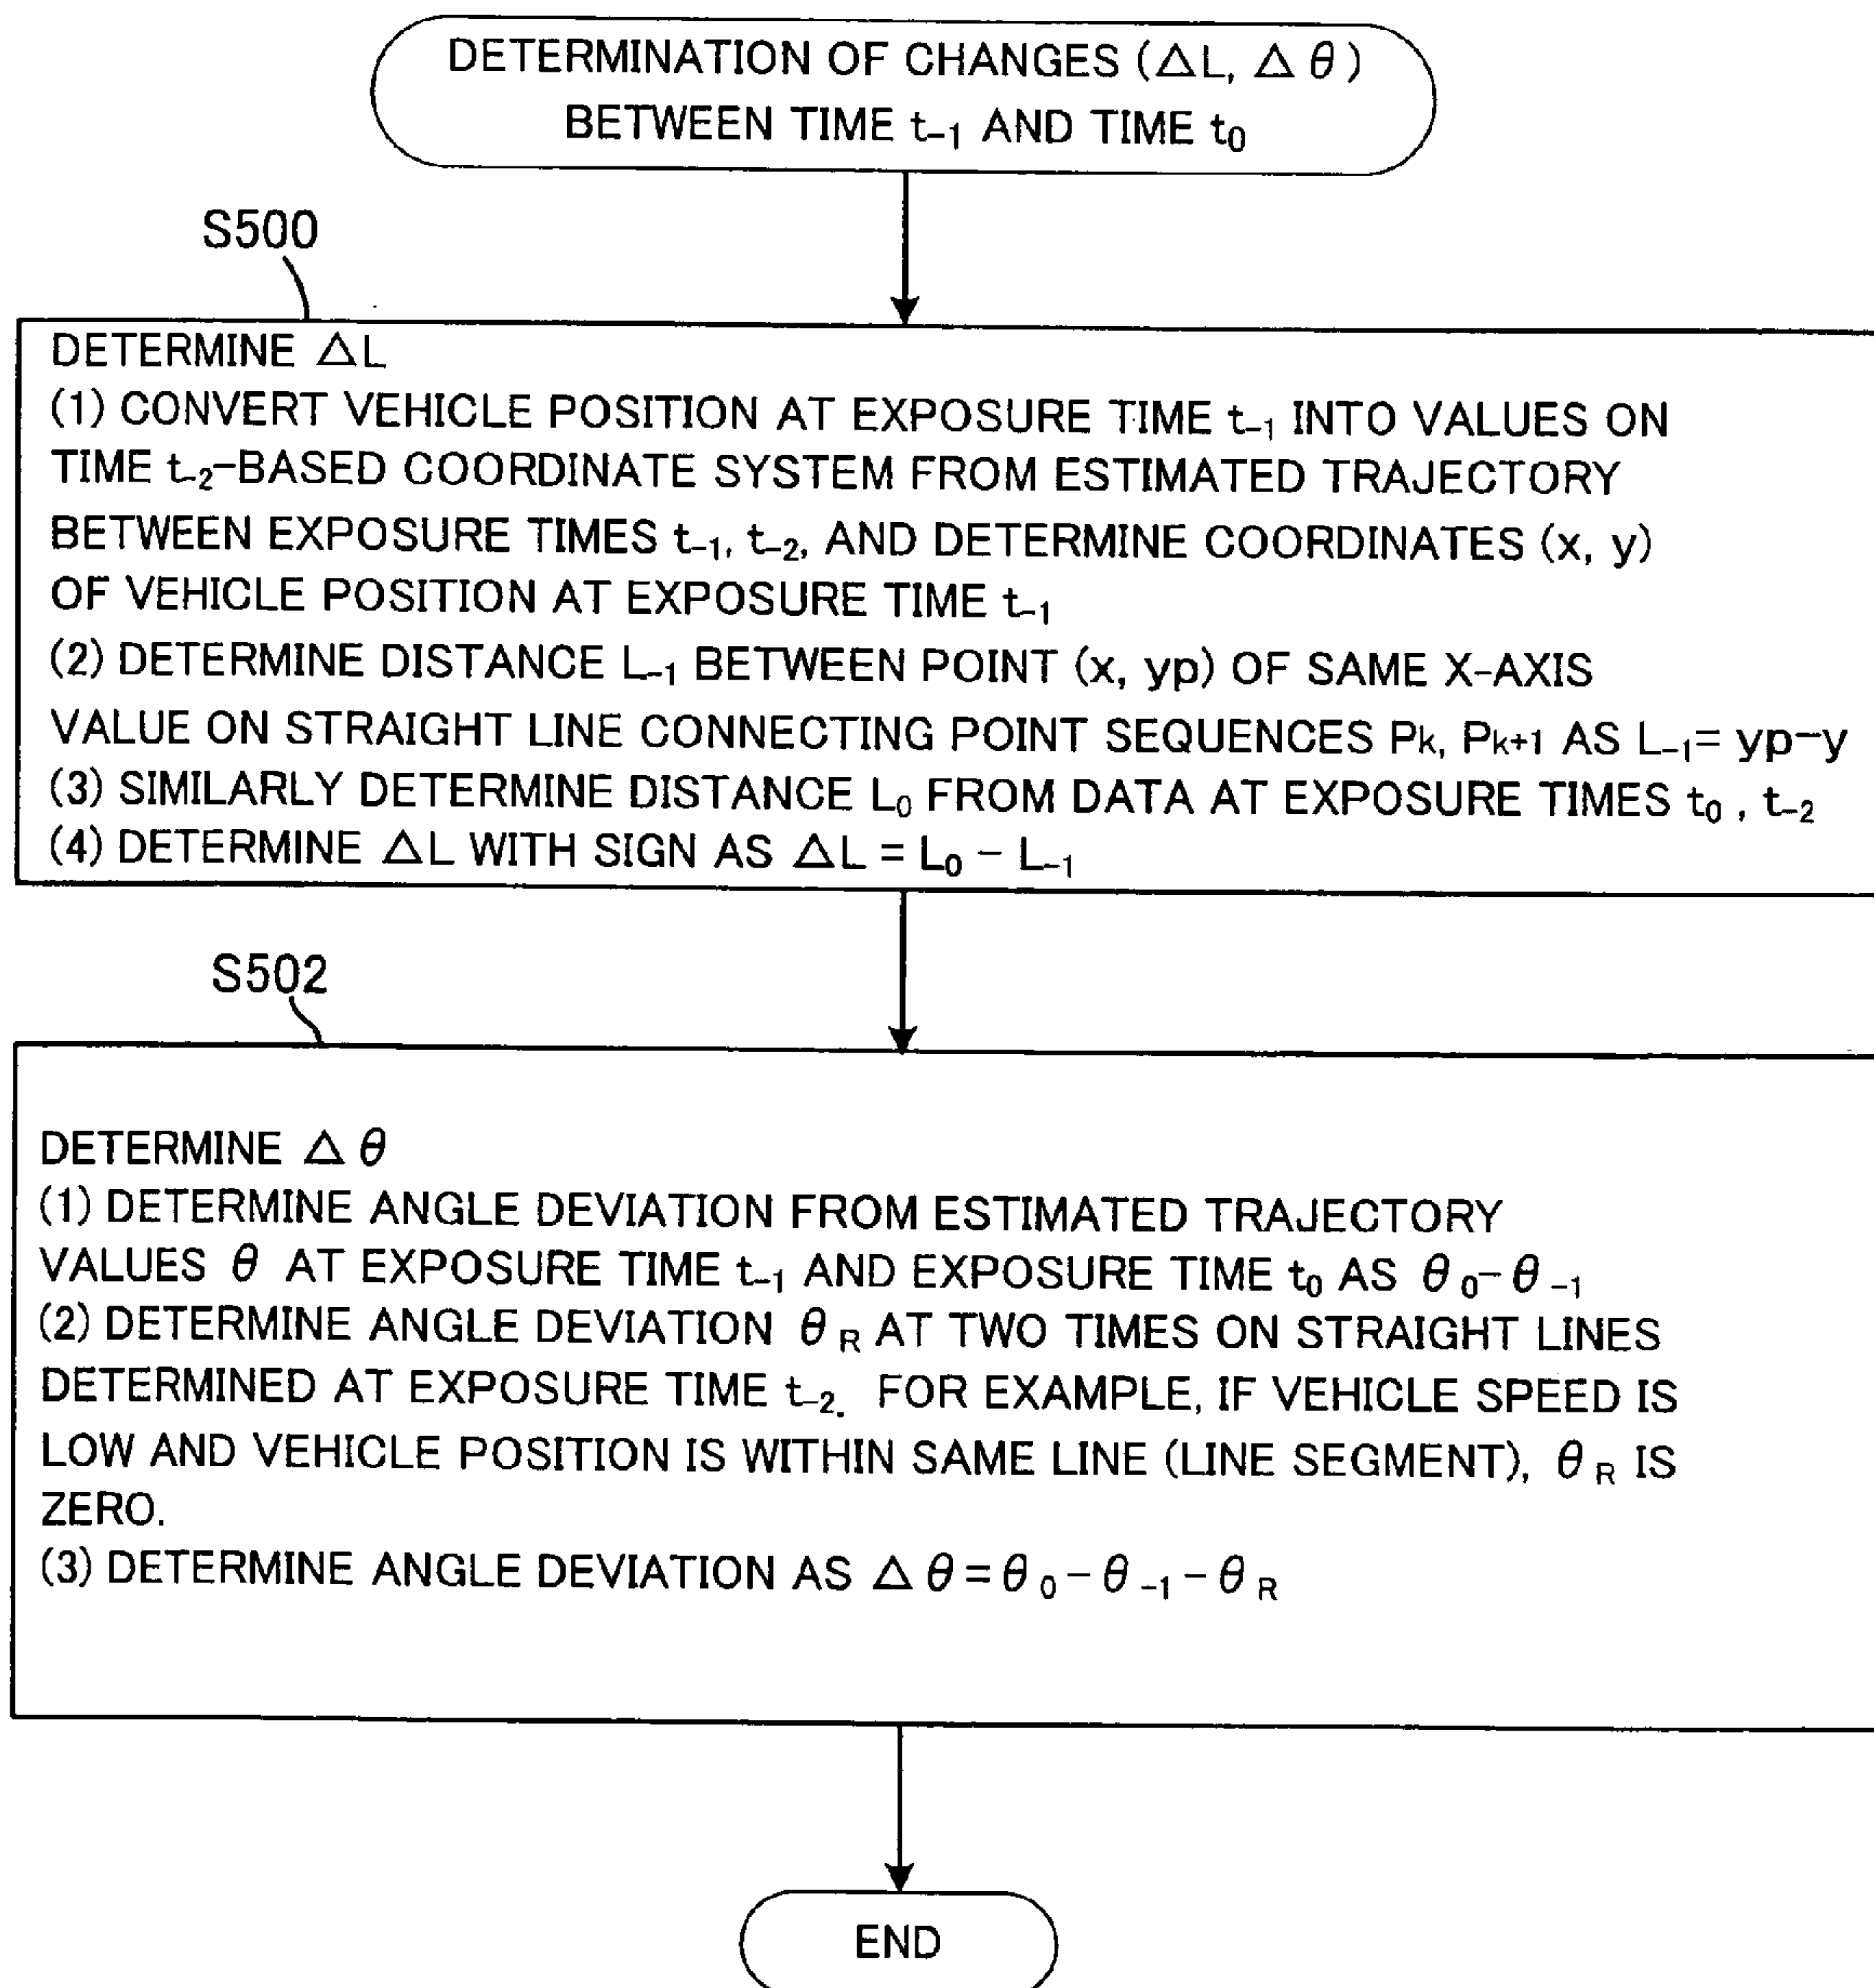 DETERMINATION OF CHANGES (△L, △θ)
BETWEEN TIME t₋₁ AND TIME t₀
S500
DETERMINE △L
(1) CONVERT VEHICLE POSITION AT EXPOSURE TIME t₋₁ INTO VALUES ON
TIME t₋₂-BASED COORDINATE SYSTEM FROM ESTIMATED TRAJECTORY
BETWEEN EXPOSURE TIMES t₋₁, t₋₂, AND DETERMINE COORDINATES (x, y)
OF VEHICLE POSITION AT EXPOSURE TIME t₋₁
(2) DETERMINE DISTANCE L₋₁ BETWEEN POINT (x, yp) OF SAME X-AXIS
VALUE ON STRAIGHT LINE CONNECTING POINT SEQUENCES Pk, Pk+1 AS L₋₁= yp-y
(3) SIMILARLY DETERMINE DISTANCE L₀ FROM DATA AT EXPOSURE TIMES t₀ , t₋₂
(4) DETERMINE △L WITH SIGN AS △L = L₀ - L₋₁
S502
DETERMINE △θ
(1) DETERMINE ANGLE DEVIATION FROM ESTIMATED TRAJECTORY
VALUES θ AT EXPOSURE TIME t₋₁ AND EXPOSURE TIME t₀ AS θ₀-θ₋₁
(2) DETERMINE ANGLE DEVIATION θR AT TWO TIMES ON STRAIGHT LINES
DETERMINED AT EXPOSURE TIME t₋₂. FOR EXAMPLE, IF VEHICLE SPEED IS
LOW AND VEHICLE POSITION IS WITHIN SAME LINE (LINE SEGMENT), θR IS
ZERO.
(3) DETERMINE ANGLE DEVIATION AS △θ=θ₀-θ₋₁-θR
END